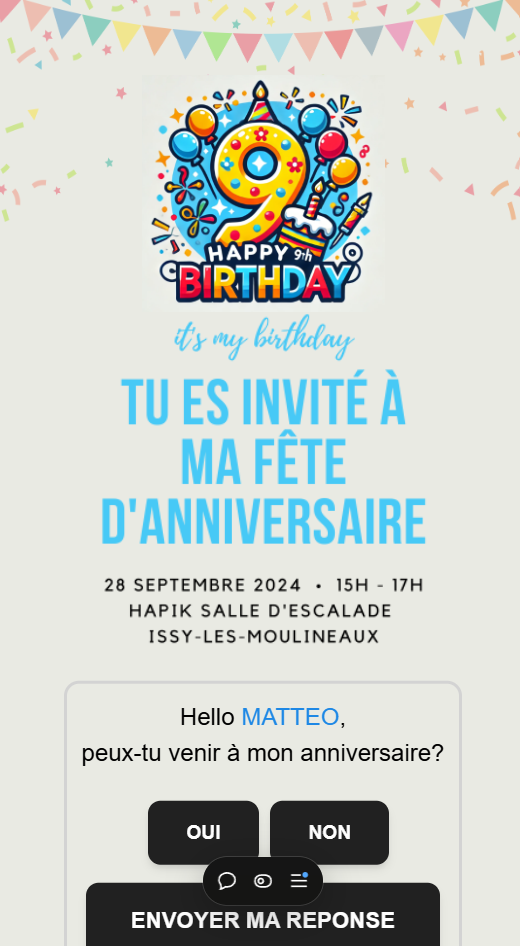 9
HAPPY 9th
BIRTHDAY
it's my birthday
TU ES INVITÉ À
MA FÊTE
D'ANNIVERSAIRE
28 SEPTEMBRE 2024 • 15H - 17H
HAPIK SALLE D'ESCALADE
ISSY-LES-MOULINEAUX
Hello MATTEO,
peux-tu venir à mon anniversaire?
OUI NON
ENVOYER MA REPONSE